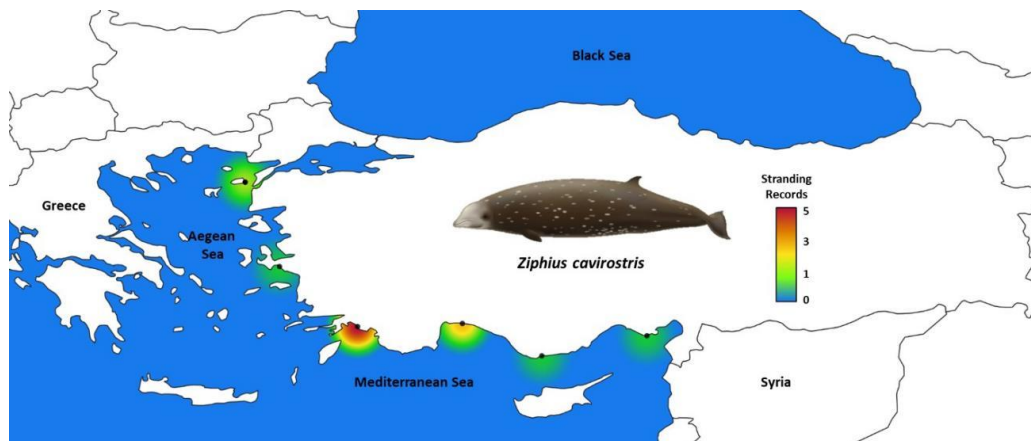 Black Sea
Stranding
Records
5
3
1
0
Greece
Aegean
Sea
Ziphius cavirostris
Mediterranean Sea
Syria